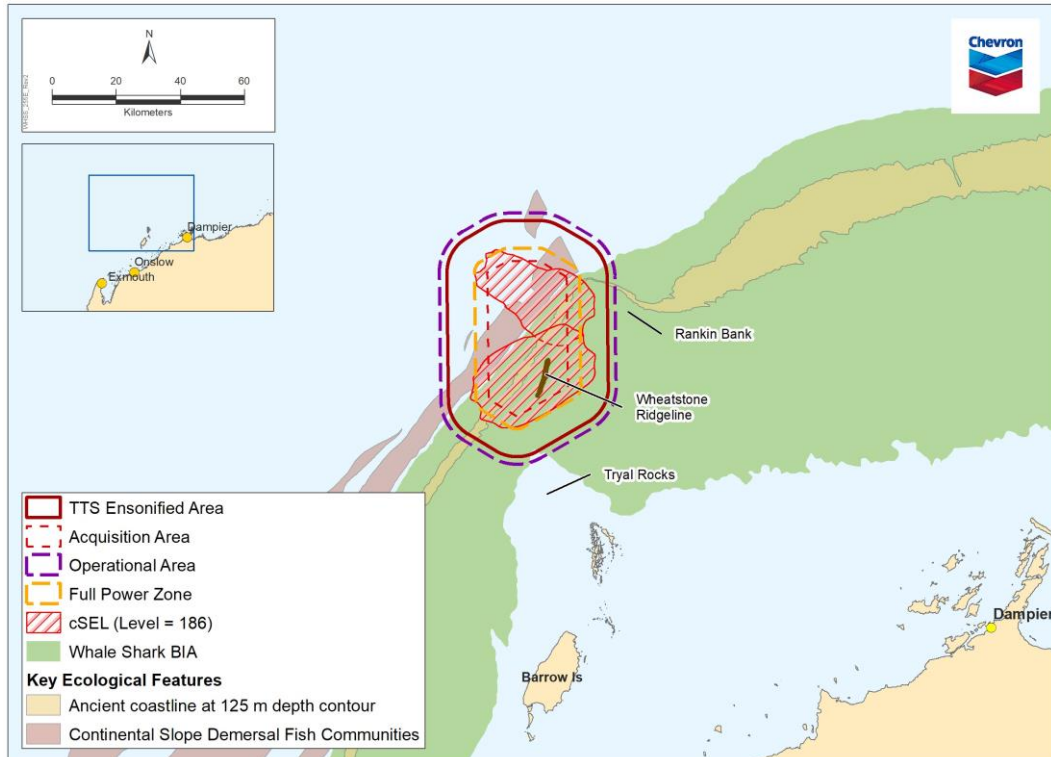 N
0 20 40 60
Kilometers
WHSS_255E_Rev2
Chevron
Dampier
Onslow
Exmouth
Rankin Bank
Wheatstone
Ridgeline
Tryal Rocks
Dampier
Barrow Is
TTS Ensonified Area
Acquisition Area
Operational Area
Full Power Zone
cSEL (Level = 186)
Whale Shark BIA
Key Ecological Features
Ancient coastline at 125 m depth contour
Continental Slope Demersal Fish Communities